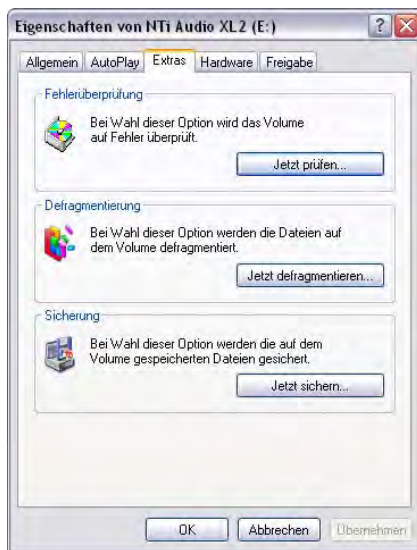 Eigenschaften von NTi Audio XL2 (E:)
Allgemein AutoPlay Extras Hardware Freigabe
Fehlerüberprüfung
Bei Wahl dieser Option wird das Volume
auf Fehler überprüft.
Jetzt prüfen...
Defragmentierung
Bei Wahl dieser Option werden die Dateien auf
dem Volume defragmentiert.
Jetzt defragmentieren...
Sicherung
Bei Wahl dieser Option werden die auf dem
Volume gespeicherten Dateien gesichert.
Jetzt sichern...
OK Abbrechen Übernehmen